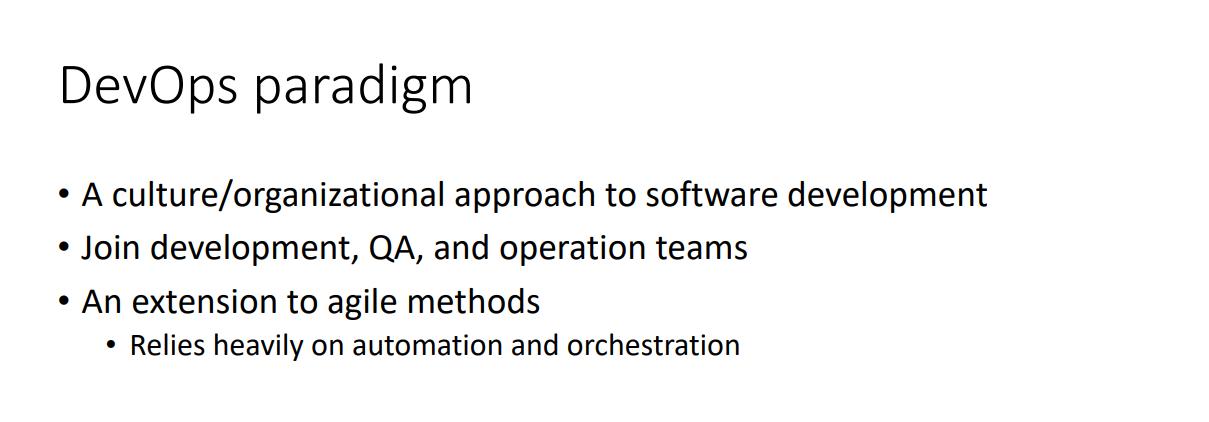 DevOps paradigm
• A culture/organizational approach to software development
• Join development, QA, and operation teams
• An extension to agile methods
• Relies heavily on automation and orchestration